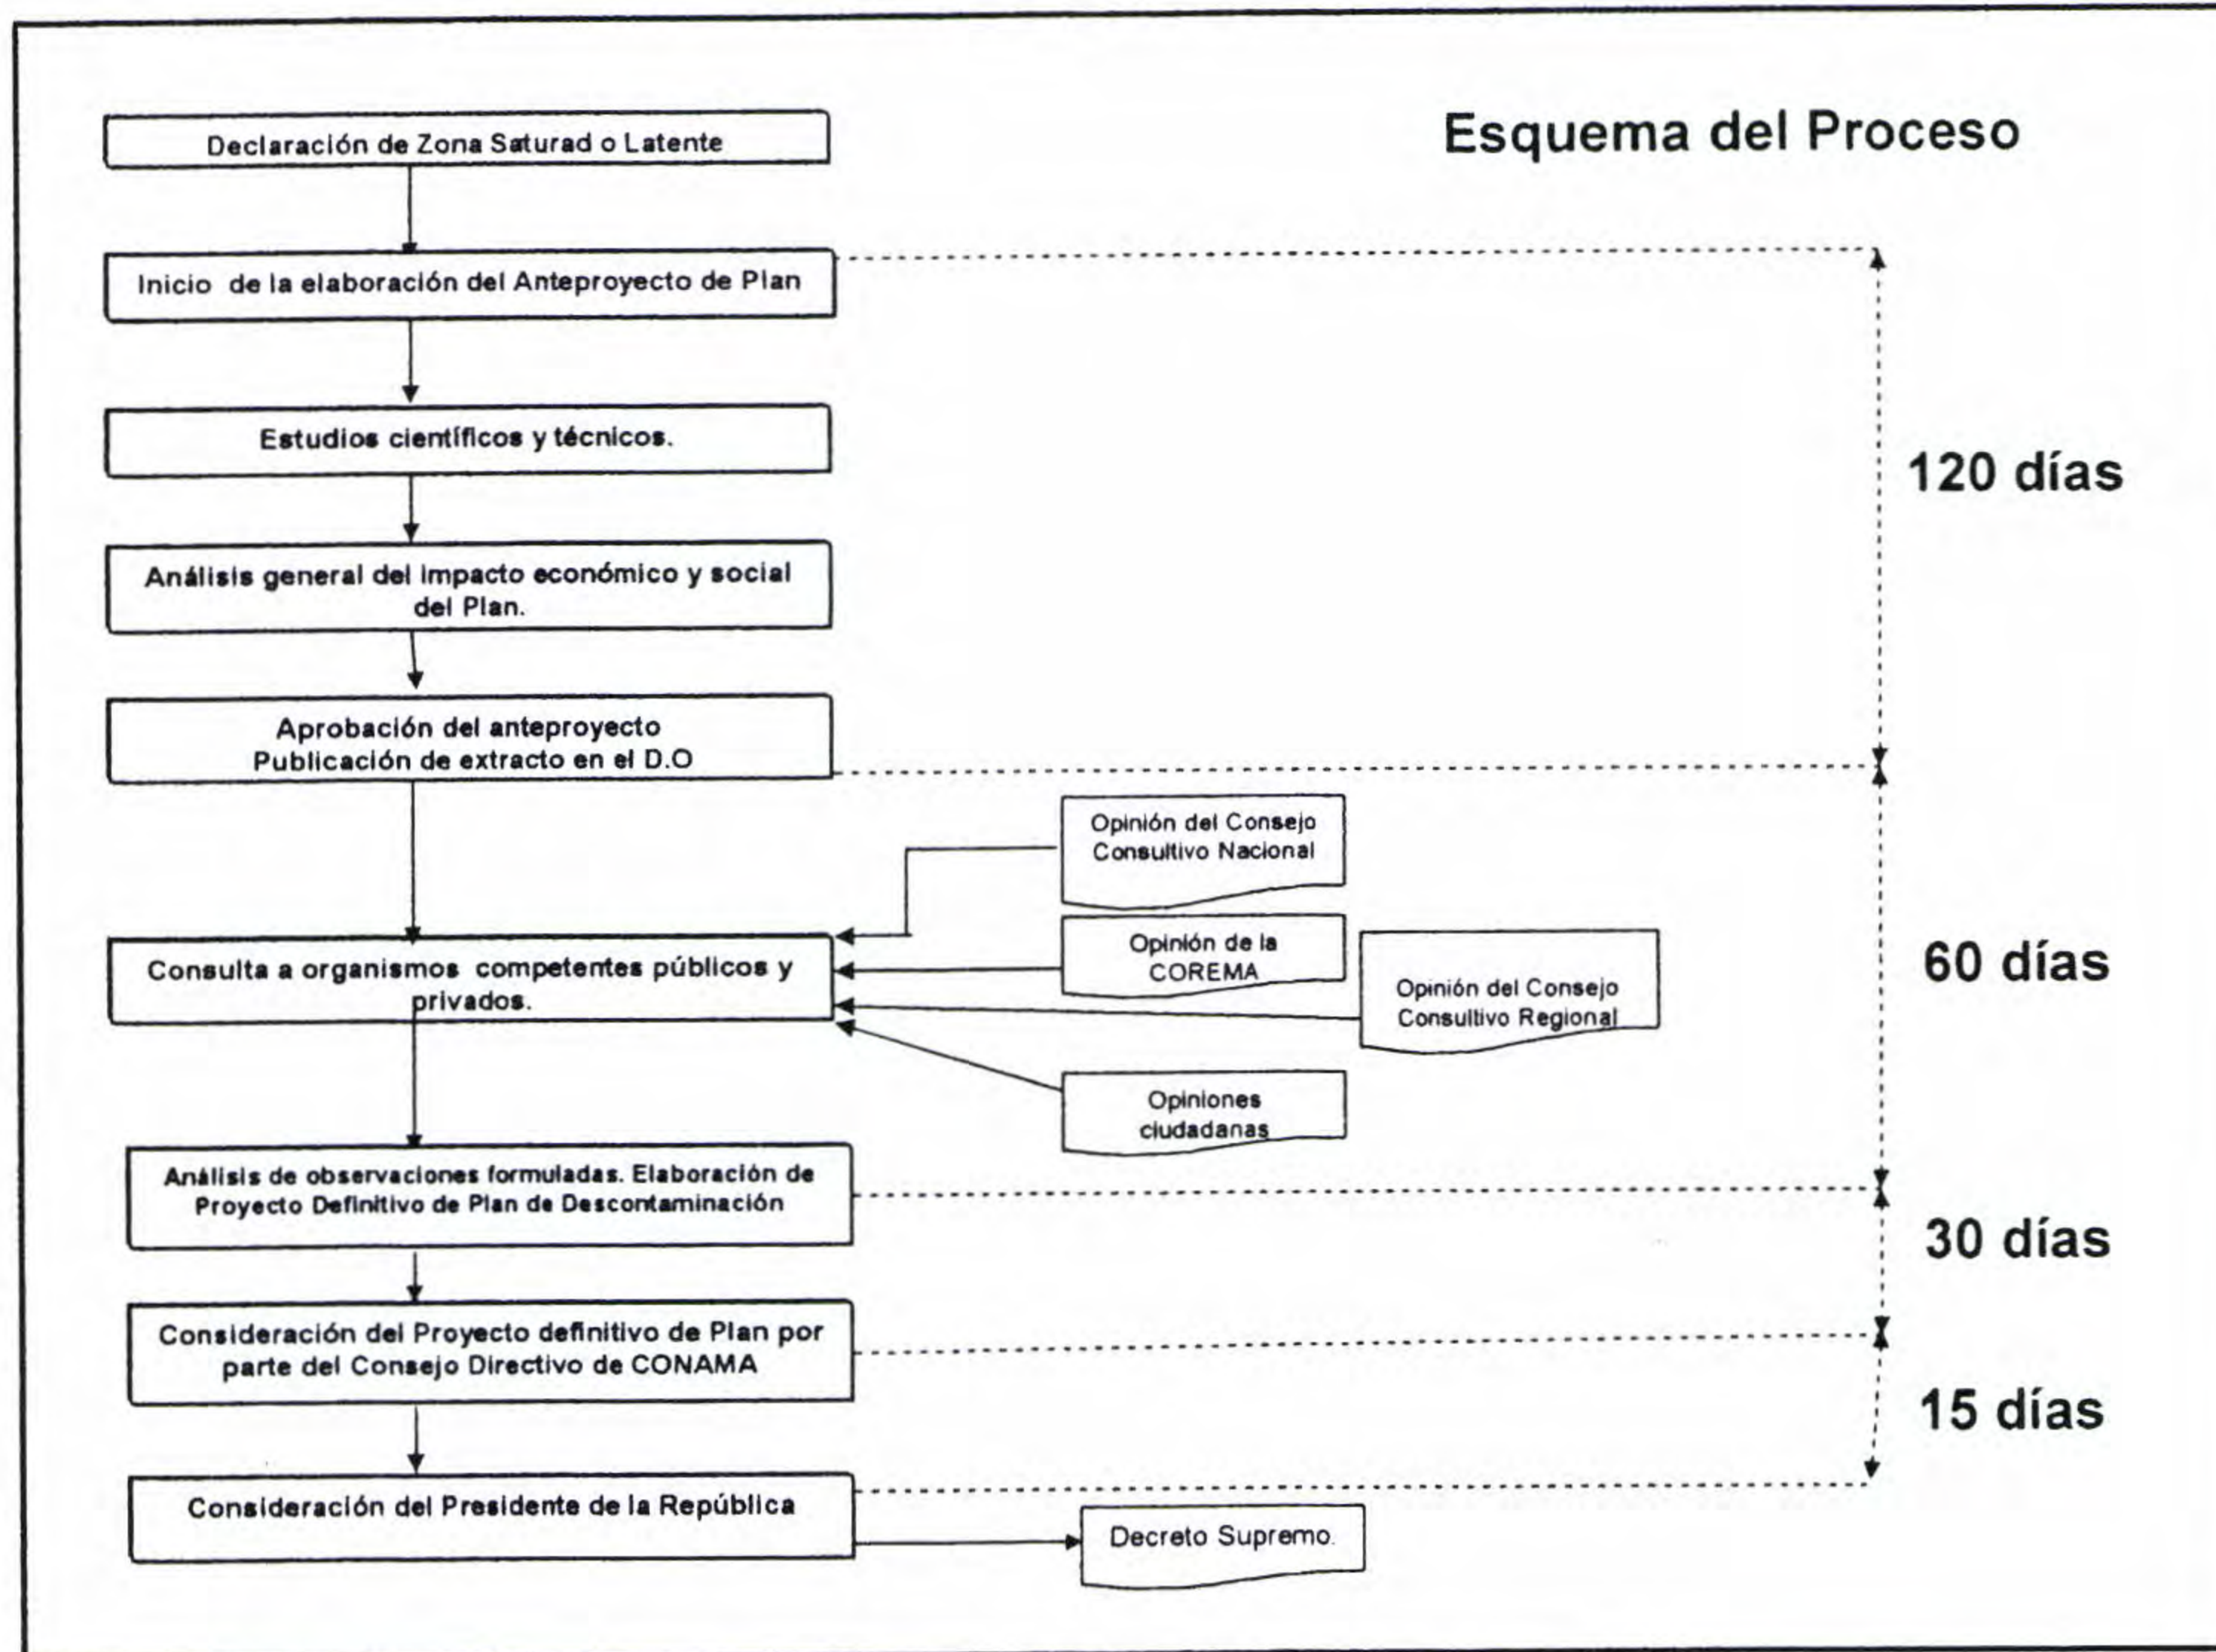 Esquema del Proceso
Declaración de Zona Saturad o Latente
Inicio de la elaboración del Anteproyecto de Plan
Estudios científicos y técnicos.
120 días
Análisis general del Impacto económico y social
del Plan.
Aprobación del anteproyecto
Publicación de extracto en el D.O
Opinión del Consejo
Consultivo Nacional
Opinión de la
COREMA
Consulta a organismos competentes públicos y
privados.
60 días
Opinión del Consejo
Consultivo Regional
Opiniones
ciudadanas
Análisis de observaciones formuladas. Elaboración de
Proyecto Definitivo de Plan de Descontaminación
30 días
Consideración del Proyecto definitivo de Plan por
parte del Consejo Directivo de CONAMA
15 días
Consideración del Presidente de la República
Decreto Supremo.